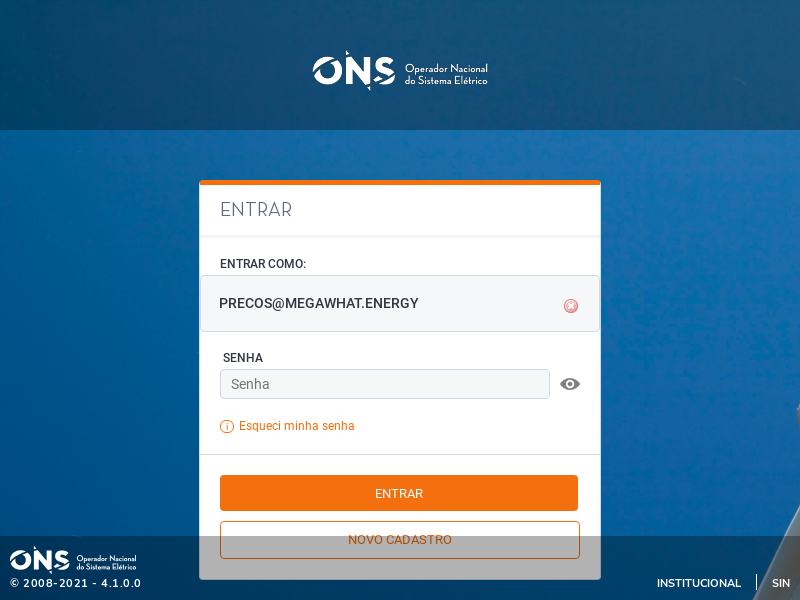 ONS Operador Nacional
do Sistema Elétrico
ENTRAR
ENTRAR COMO:
PRECOS@MEGAWHAT.ENERGY
SENHA
Senha
Esqueci minha senha
ENTRAR
NOVO CADASTRO
ONS Operador Nacional
do Sistema Elétrico
© 2008-2021 - 4.1.0.0
INSTITUCIONAL
SIN